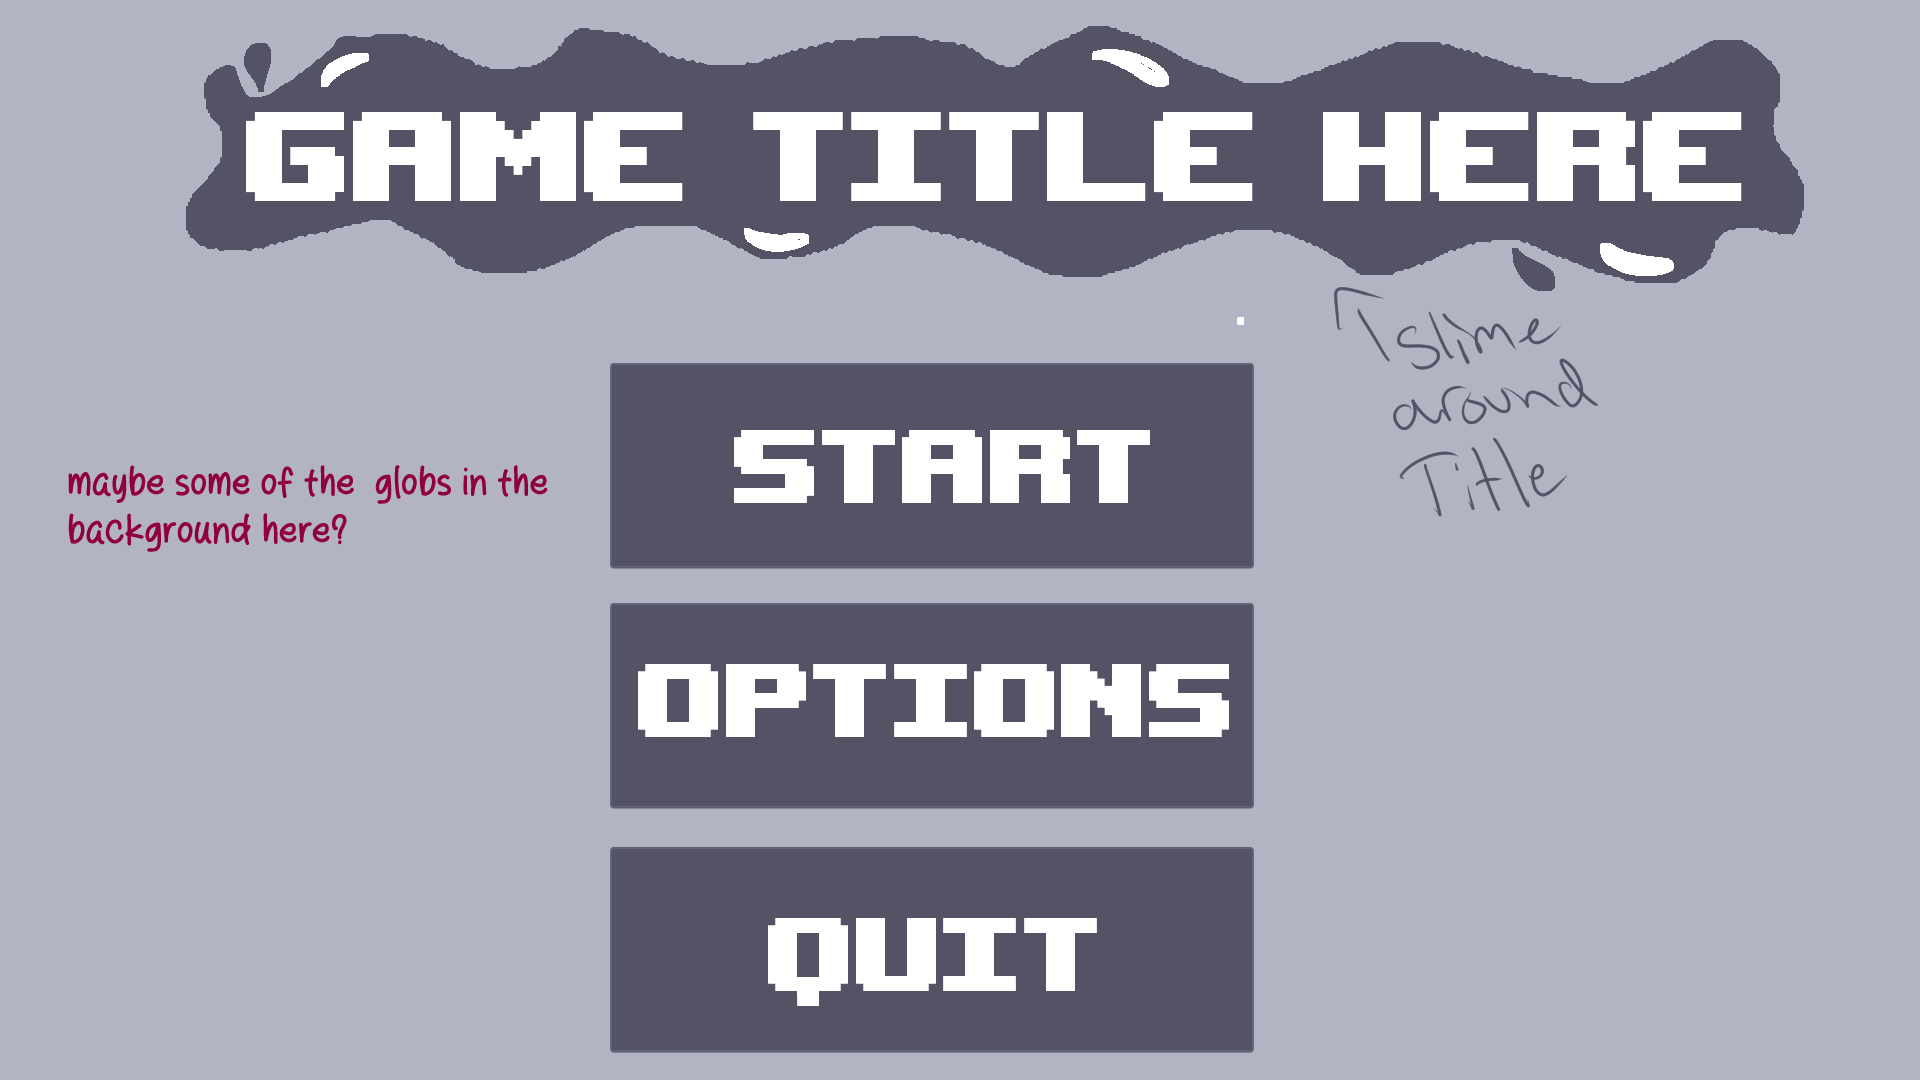 GAME TITLE HERE
slime
around
Title
START
maybe some of the globs in the
background here?
OPTIONS
QUIT